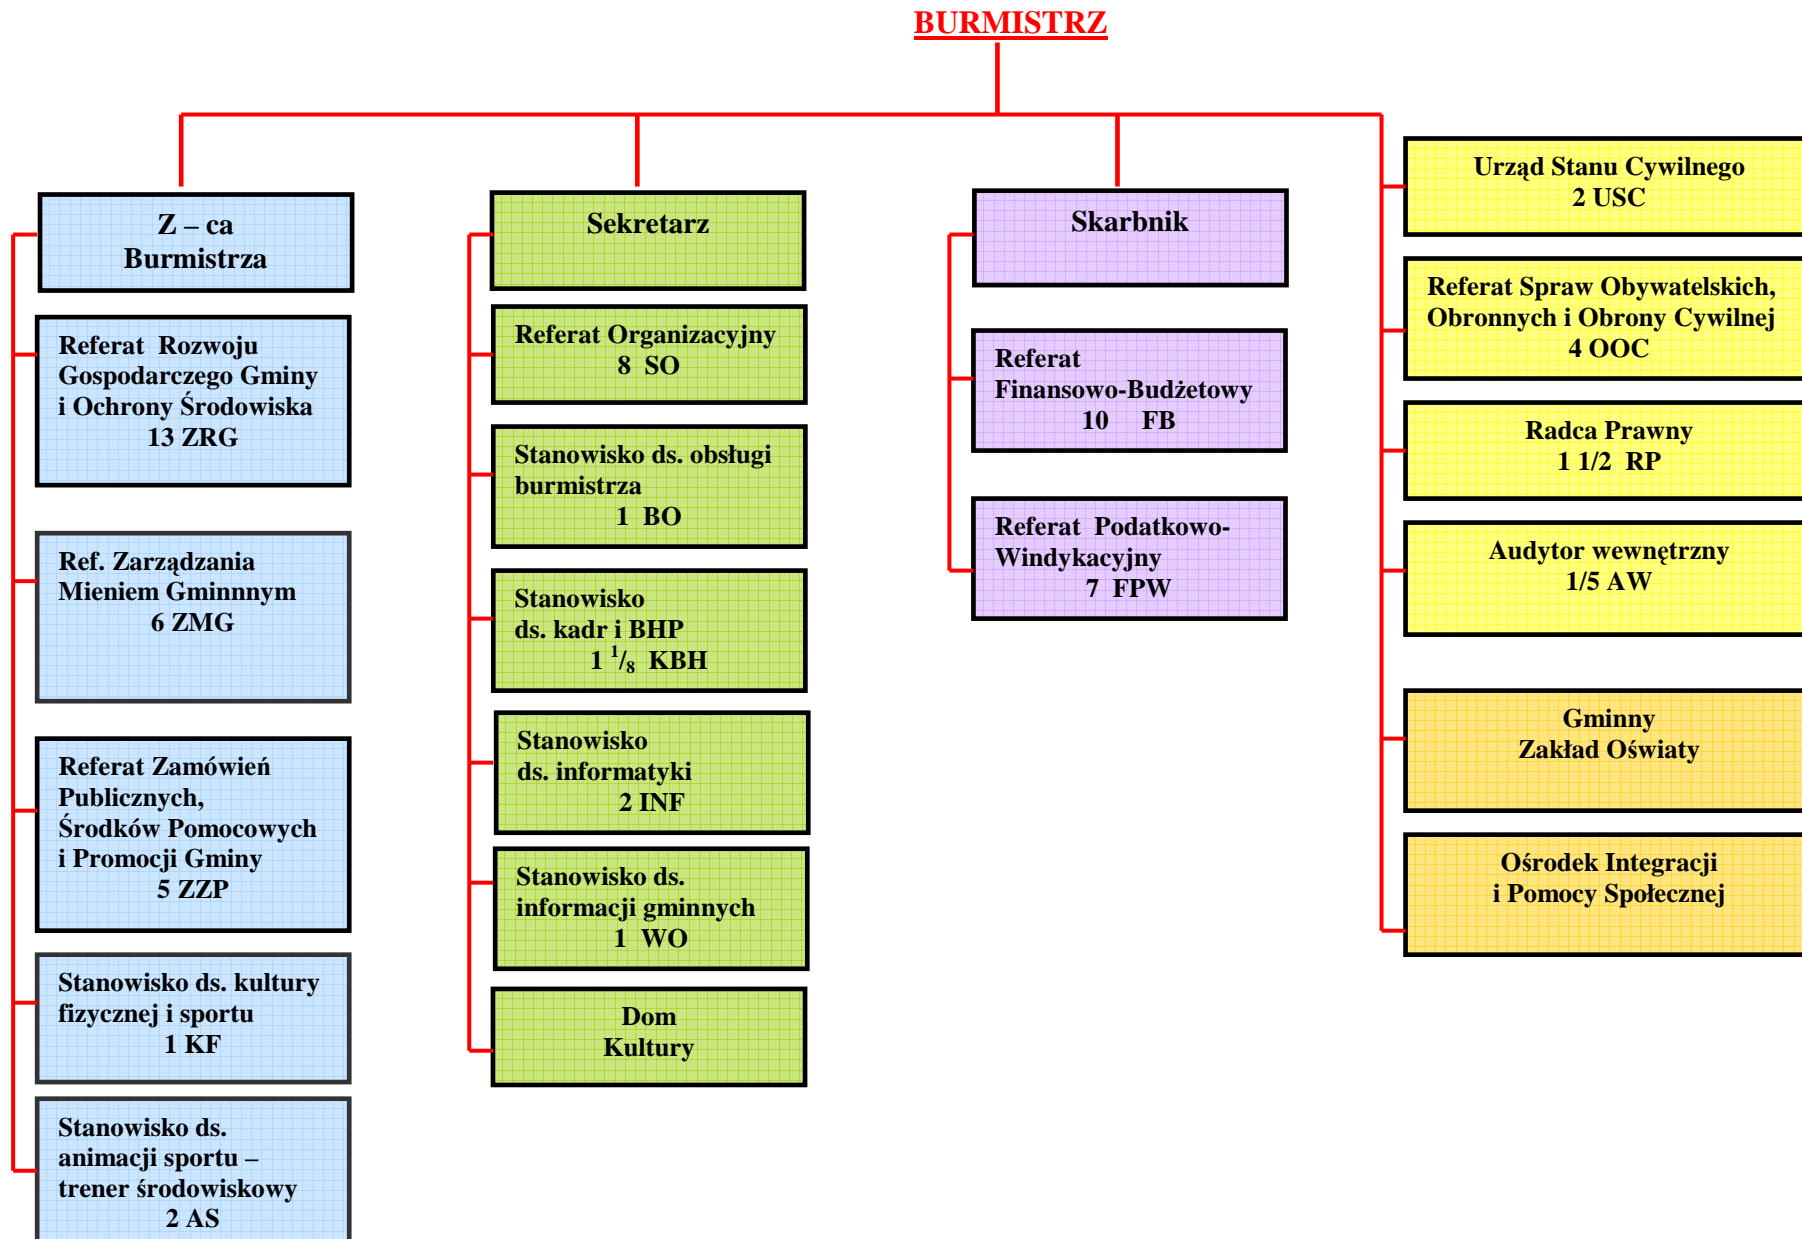 BURMISTRZ
Z – ca
Burmistrza
Referat Rozwoju
Gospodarczego Gminy
i Ochrony Środowiska
13 ZRG
Ref. Zarządzania
Mieniem Gminnnym
6 ZMG
Referat Zamówień
Publicznych,
Środków Pomocowych
i Promocji Gminy
5 ZZP
Stanowisko ds. kultury
fizycznej i sportu
1 KF
Stanowisko ds.
animacji sportu –
trener środowiskowy
2 AS
Sekretarz
Referat Organizacyjny
8 SO
Stanowisko ds. obsługi
burmistrza
1 BO
Stanowisko
ds. kadr i BHP
1 1/8 KBH
Stanowisko
ds. informatyki
2 INF
Stanowisko ds.
informacji gminnych
1 WO
Dom
Kultury
Skarbnik
Referat
Finansowo-Budżetowy
10 FB
Referat Podatkowo-
Windykacyjny
7 FPW
Urząd Stanu Cywilnego
2 USC
Referat Spraw Obywatelskich,
Obronnych i Obrony Cywilnej
4 OOC
Radca Prawny
1 1/2 RP
Audytor wewnętrzny
1/5 AW
Gminny
Zakład Oświaty
Ośrodek Integracji
i Pomocy Społecznej